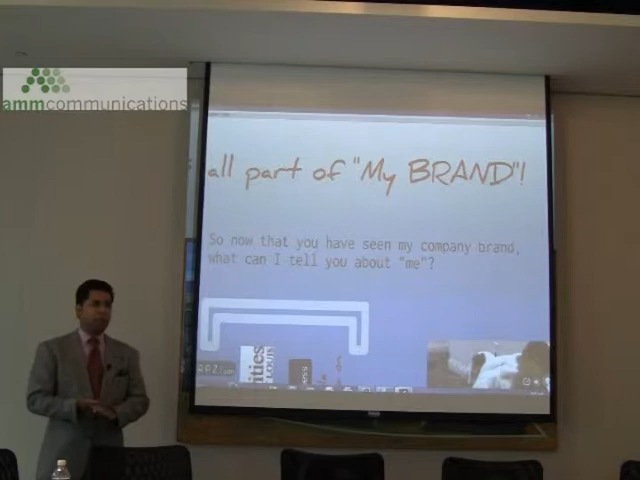 ammcommunications
all part of "My BRAND"!
So now that you have seen my company brand,
what can I tell you about "me"?